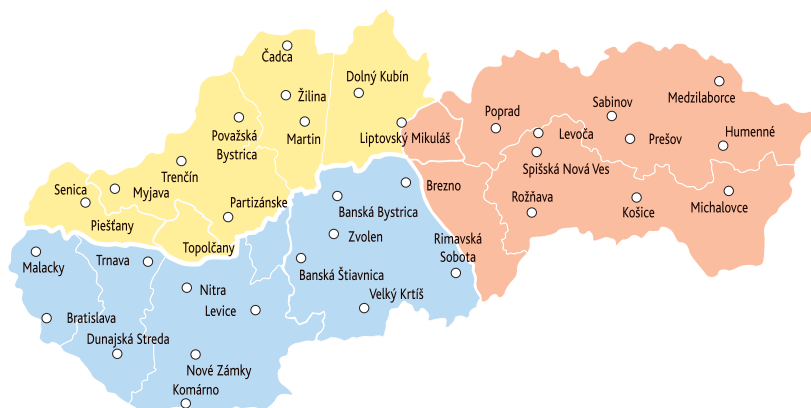 Čadca
Dolný Kubín
Žilina
Medzilaborce
Považská
Bystrica
Martin
Liptovský Mikuláš
Poprad
Sabinov
Levoča
Prešov
Humenné
Trenčín
Spišská Nová Ves
Senica
Myjava
Partizánske
Brezno
Rožňava
Košice
Michalovce
Piešťany
Topolčany
Banská Bystrica
Zvolen
Rimavská
Sobota
Malacky
Trnava
Banská Štiavnica
Nitra
Levice
Velký Krtíš
Bratislava
Dunajská Streda
Nové Zámky
Komárno